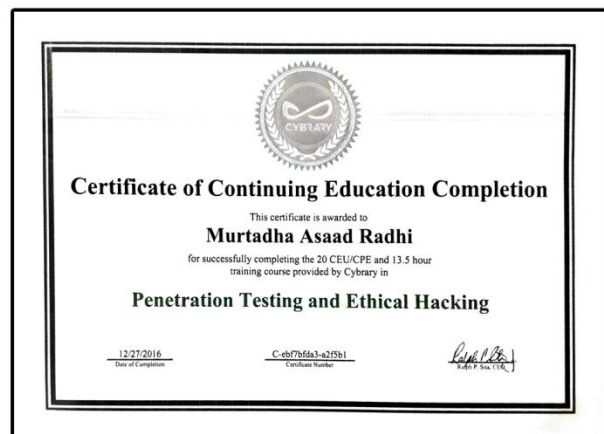 CYBRARY
Certificate of Continuing Education Completion
This certificate is awarded to
Murtadha Asaad Radhi
for successfully completing the 20 CEU/CPE and 13.5 hour
training course provided by Cybrary in
Penetration Testing and Ethical Hacking
12/27/2016
Date of Completion
C-ebf7bfda3-a2f5b1
Certificate Number
Ralph P. Sita, CEO